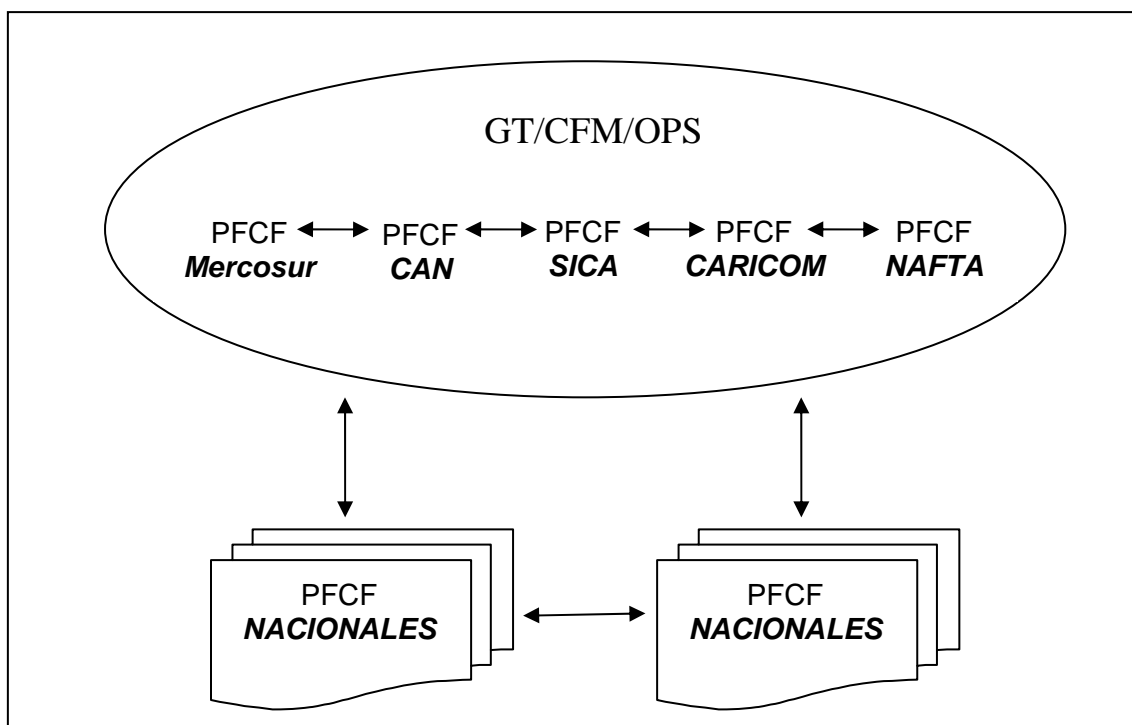 GT/CFM/OPS
PFCF PFCF PFCF PFCF PFCF
Mercosur CAN SICA CARICOM NAFTA
PFCF PFCF
NACIONALES NACIONALES